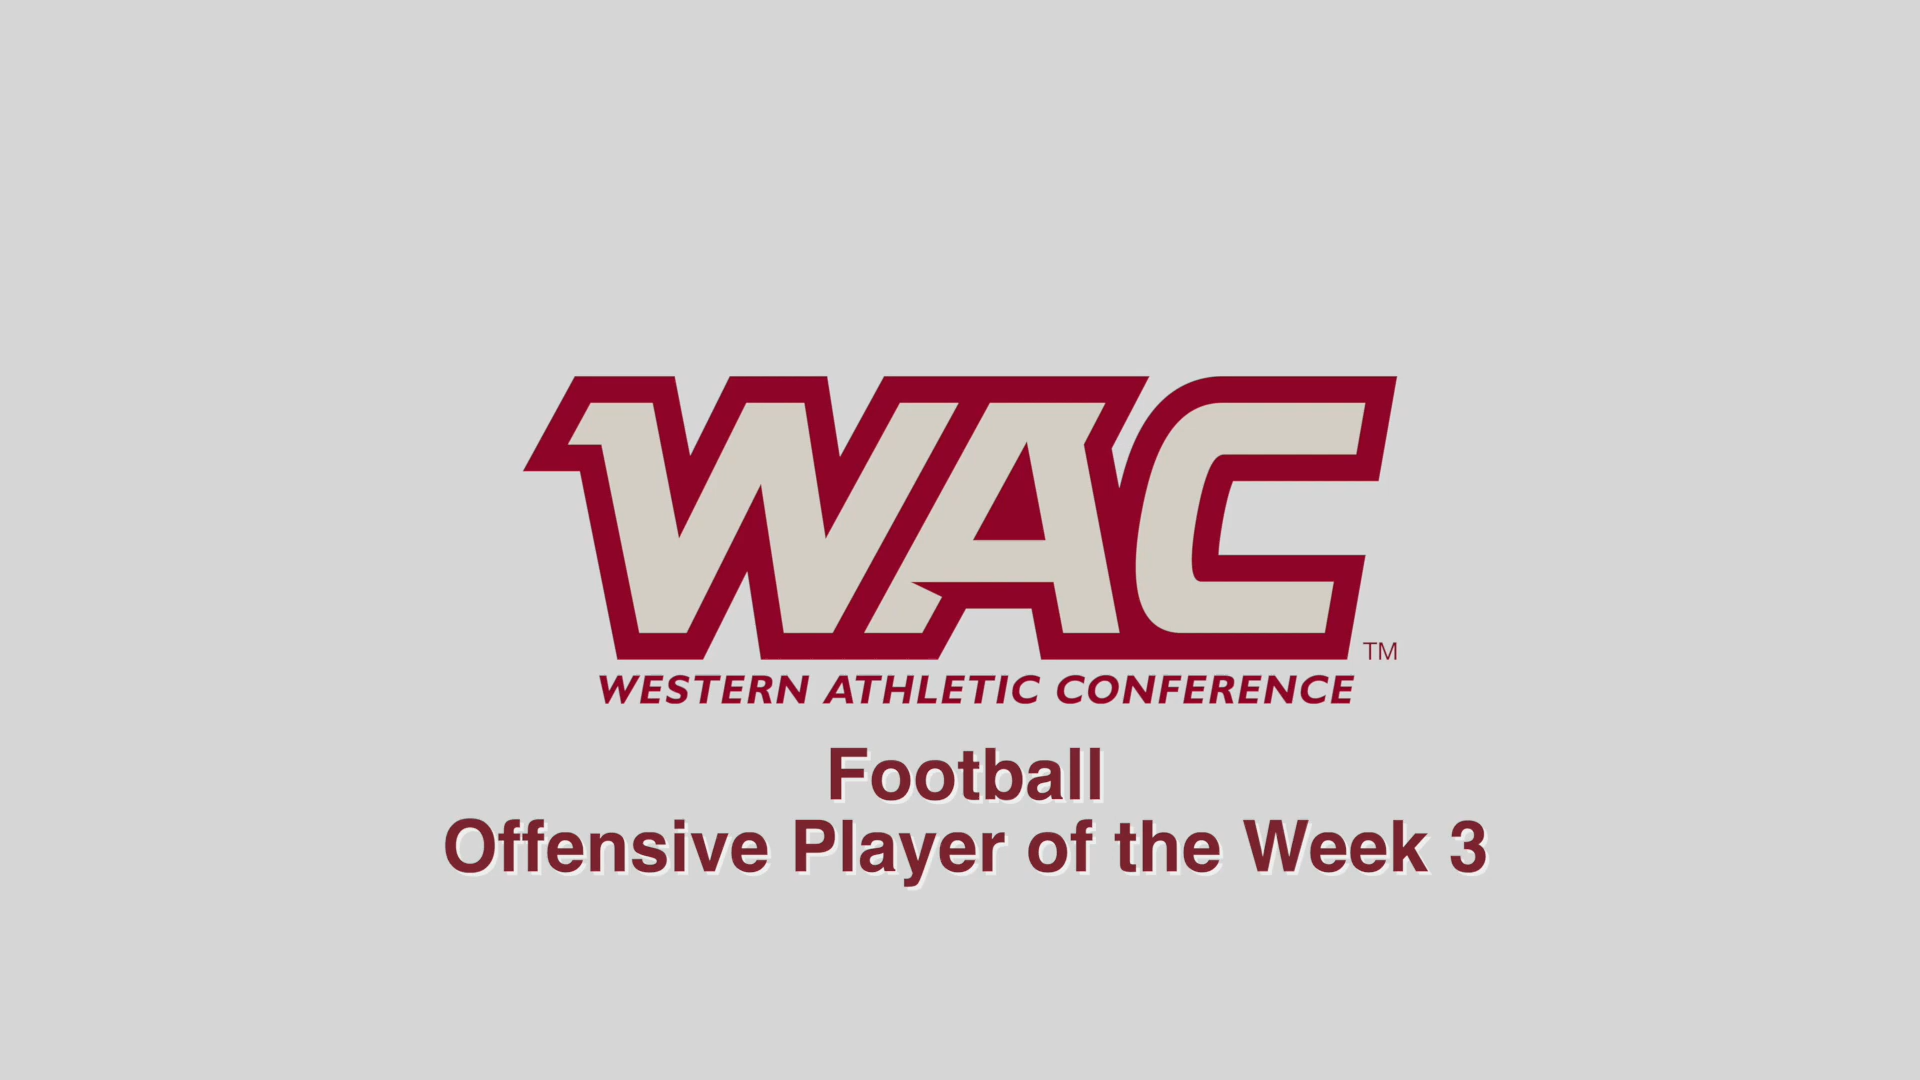 WAC
TM
WESTERN ATHLETIC CONFERENCE
Football
Offensive Player of the Week 3